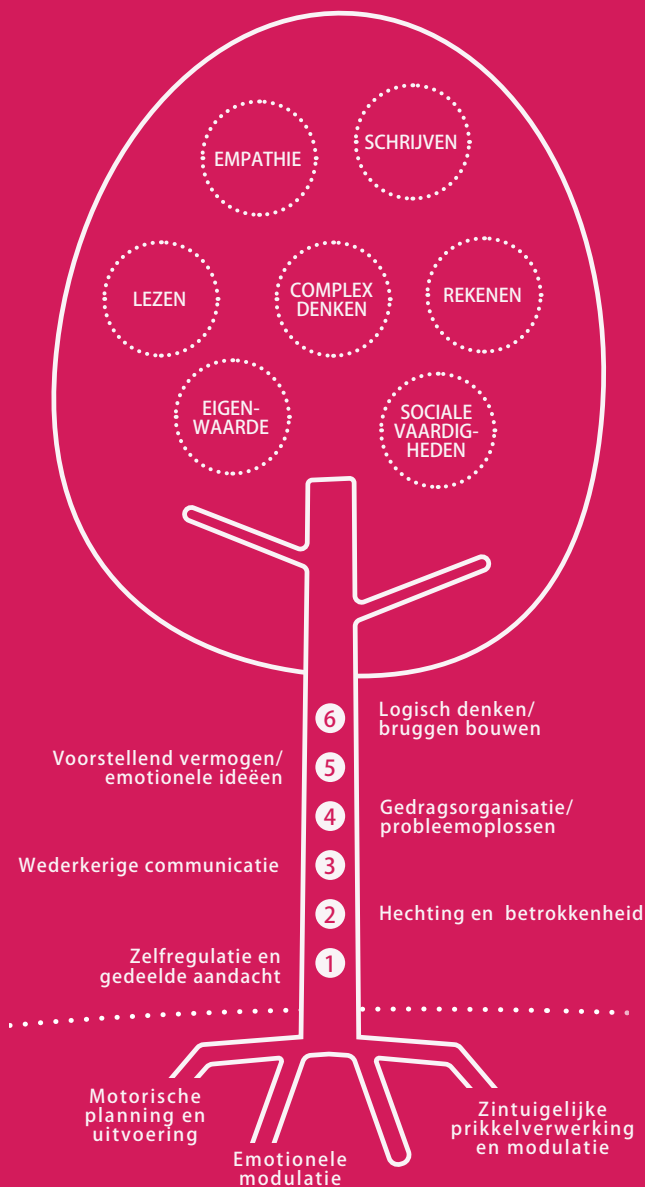 EMPATHIE
SCHRIJVEN
LEZEN
COMPLEX
DENKEN
REKENEN
EIGEN-
WAARDE
SOCIALE
VAARDIG-
HEDEN
6
Logisch denken/
bruggen bouwen
Voorstellend vermogen/
emotionele ideëen
5
4
Gedragsorganisatie/
probleemoplossen
Wederkerige communicatie
3
2
Hechting en betrokkenheid
Zelfregulatie en
gedeelde aandacht
1
Motorische
planning en
uitvoering
Emotionele
modulatie
Zintuigelijke
prikkelverwerking
en modulatie